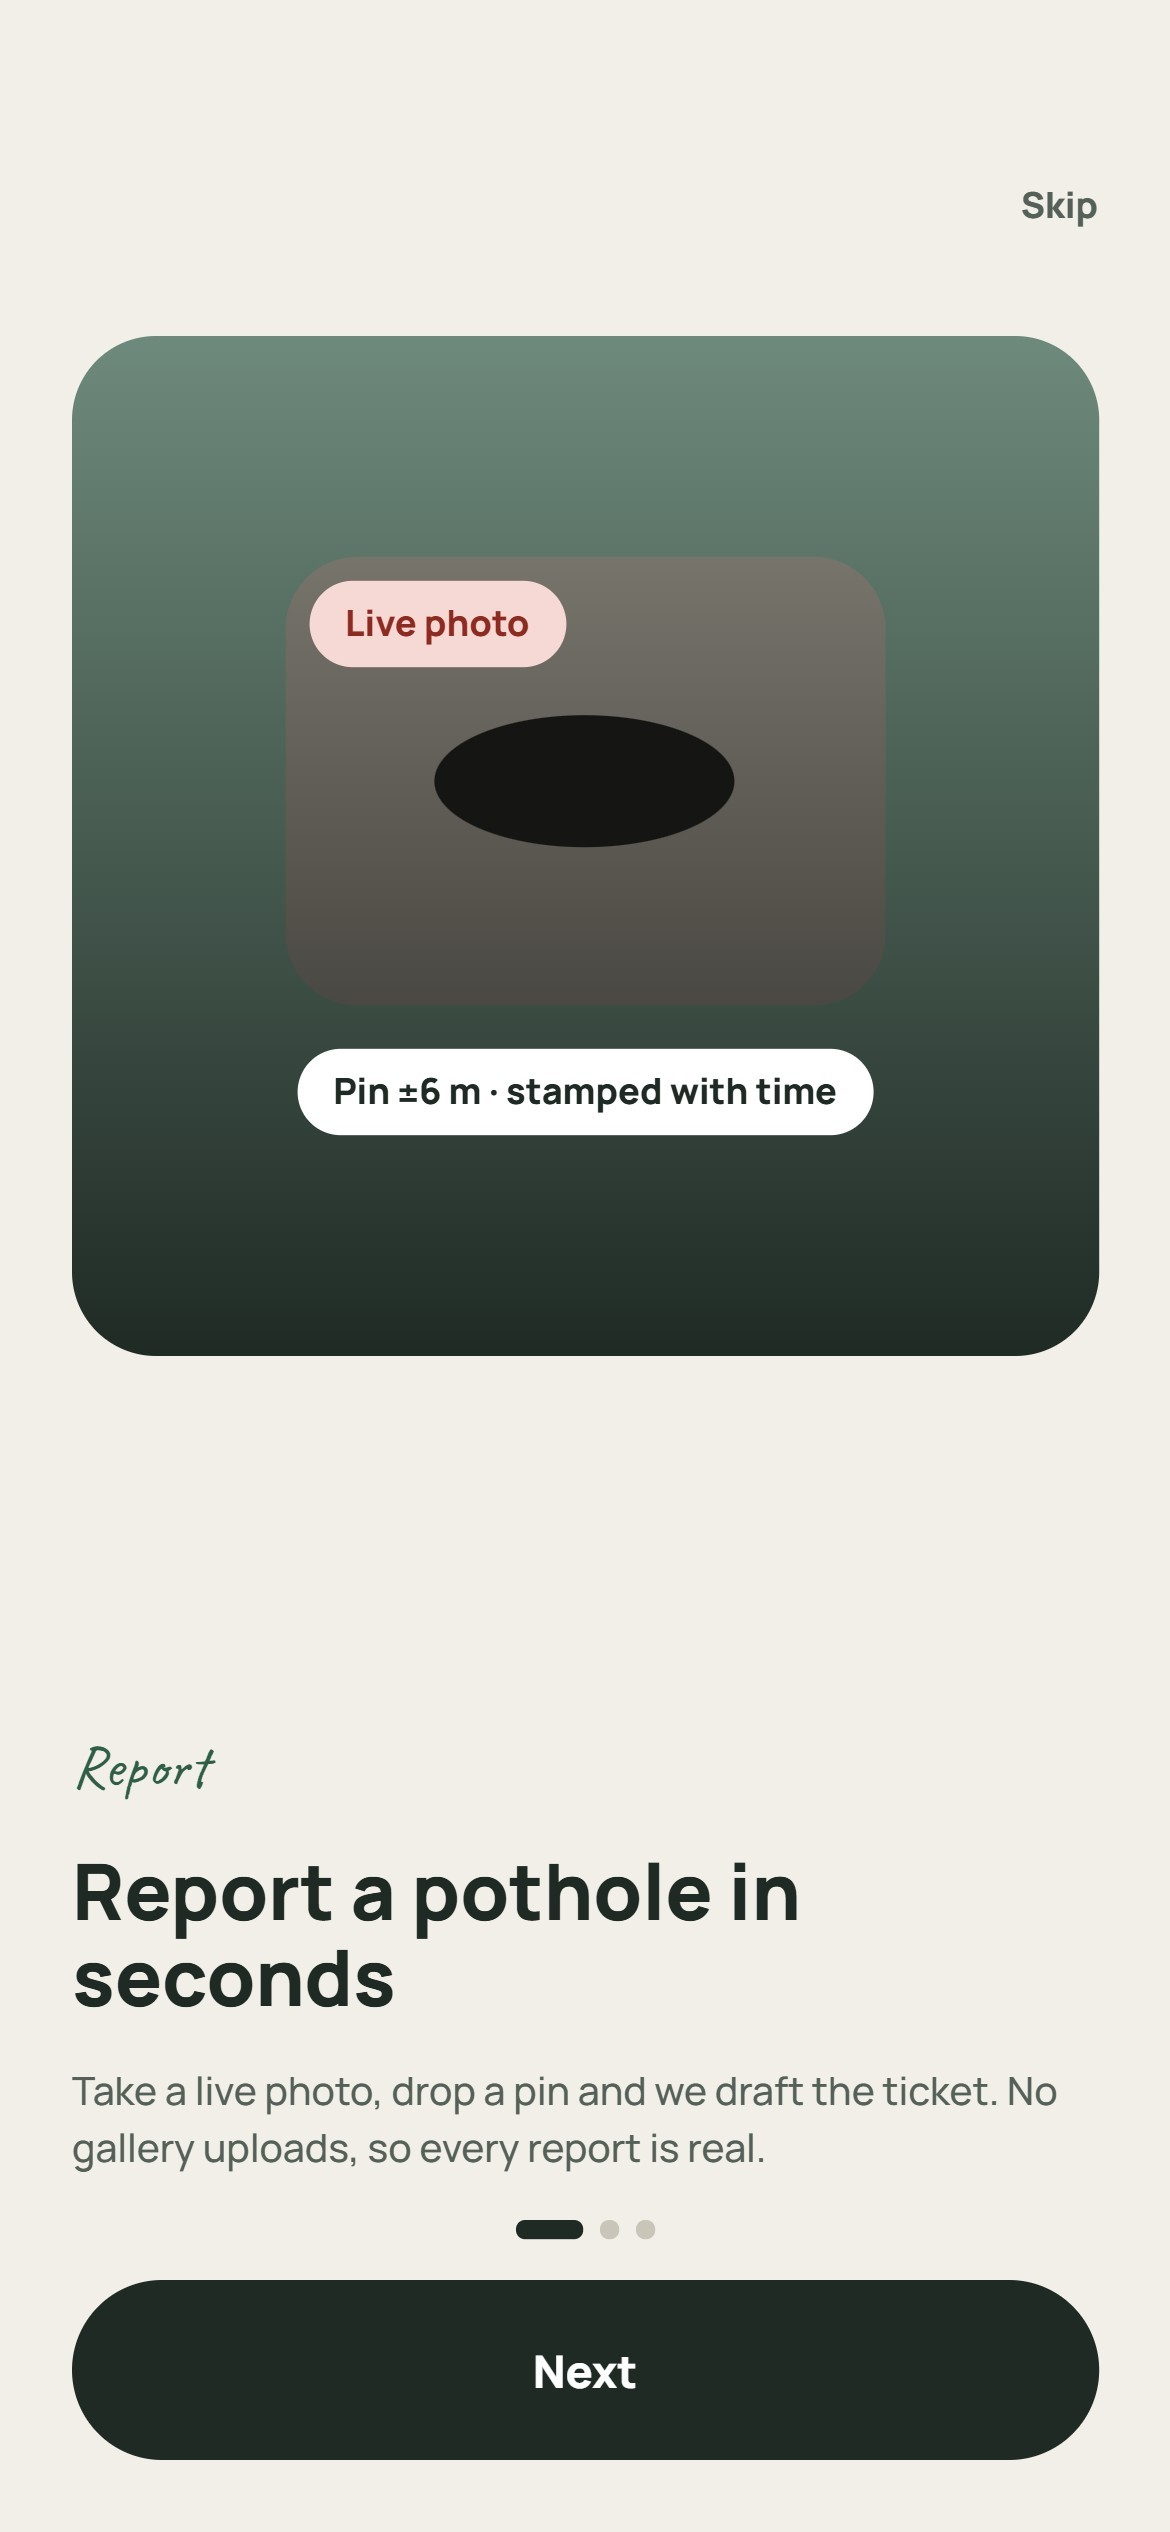 Skip
Live photo
Pin ±6 m · stamped with time
Report
Report a pothole in
seconds
Take a live photo, drop a pin and we draft the ticket. No
gallery uploads, so every report is real.
Next